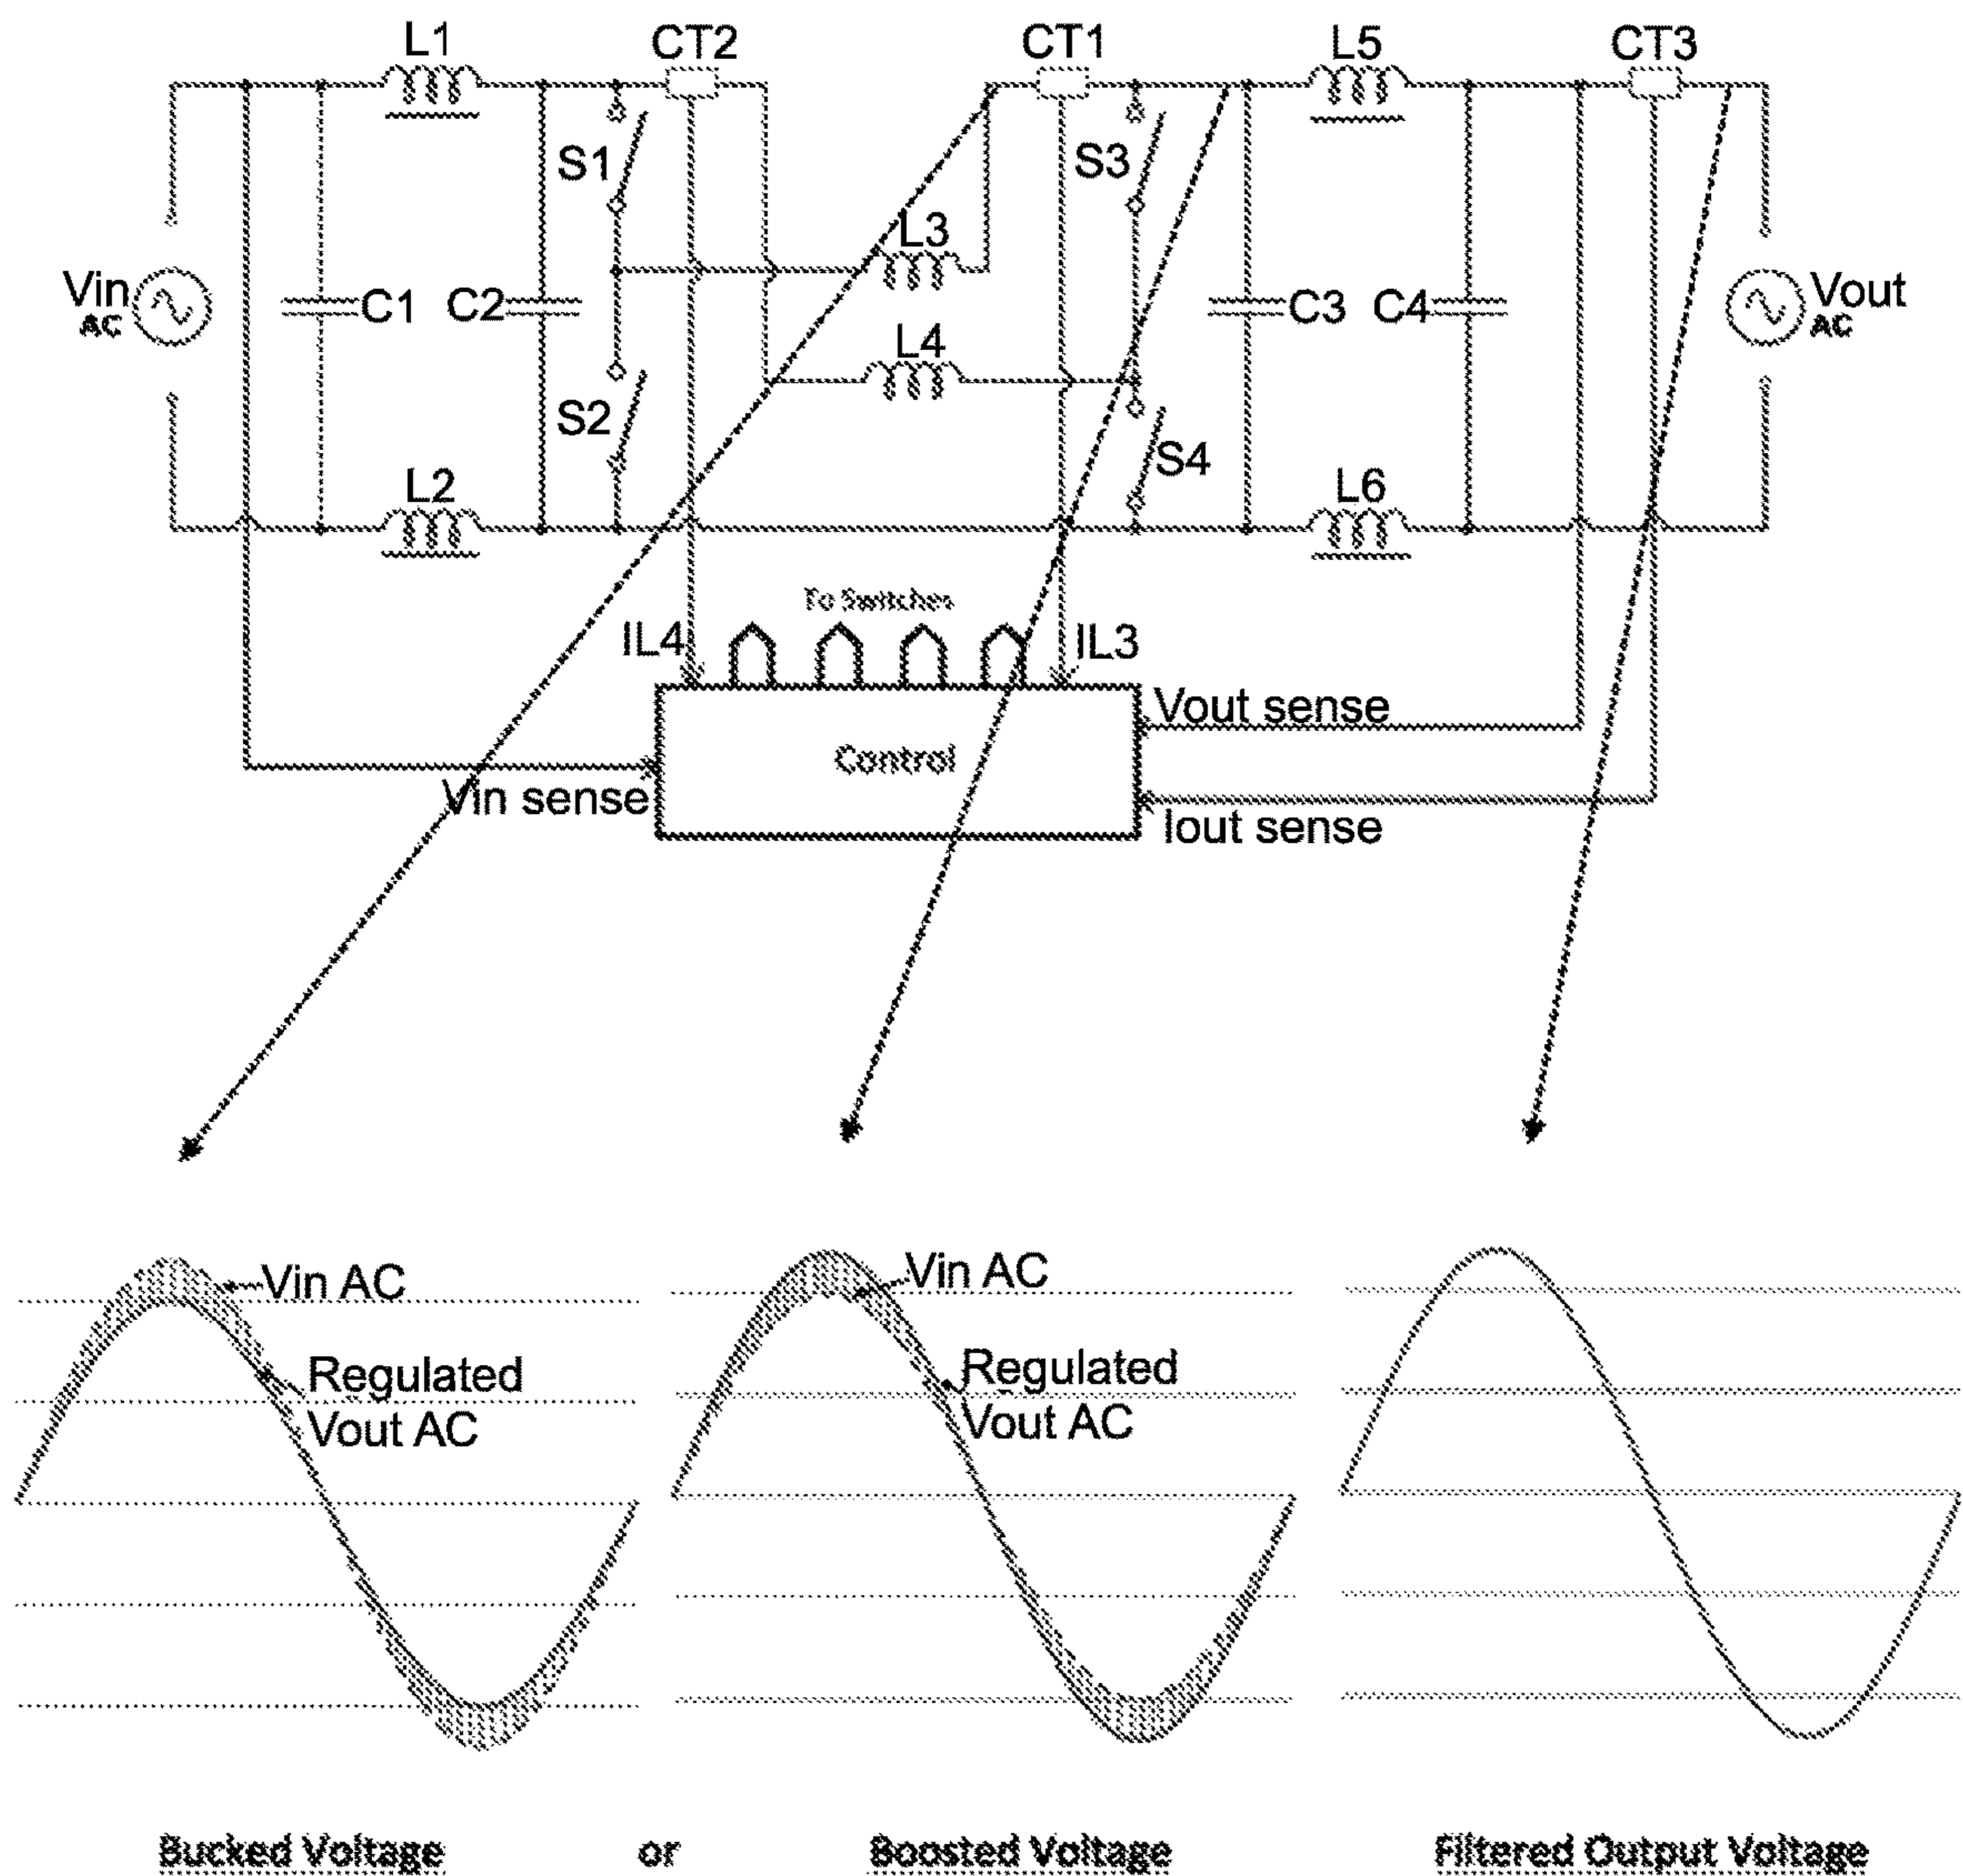 L1
CT2
CT1
L5
CT3
S1
S3
L3
Vin
AC
C1
C2
C3
C4
Vout
AC
L4
S2
S4
L2
L6
To Switches
IL4
IL3
Vout sense
Control
Vin sense
Iout sense
Vin AC
Regulated
Vout AC
Vin AC
Regulated
Vout AC
Bucked Voltage
or
Boosted Voltage
Filtered Output Voltage